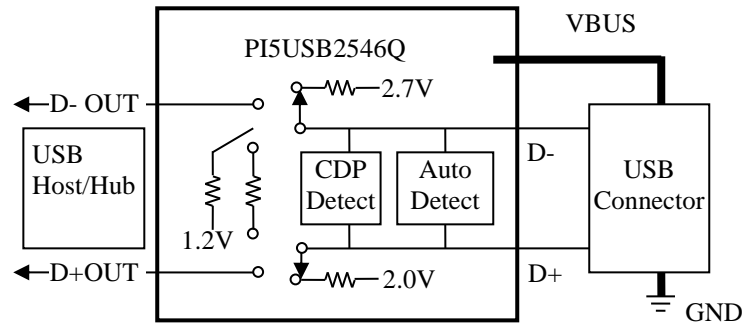 VBUS
PI5USB2546Q
2.7V
D- OUT
D-
USB
Host/Hub
CDP
Detect
Auto
Detect
USB
Connector
1.2V
D+OUT
2.0V
D+
GND